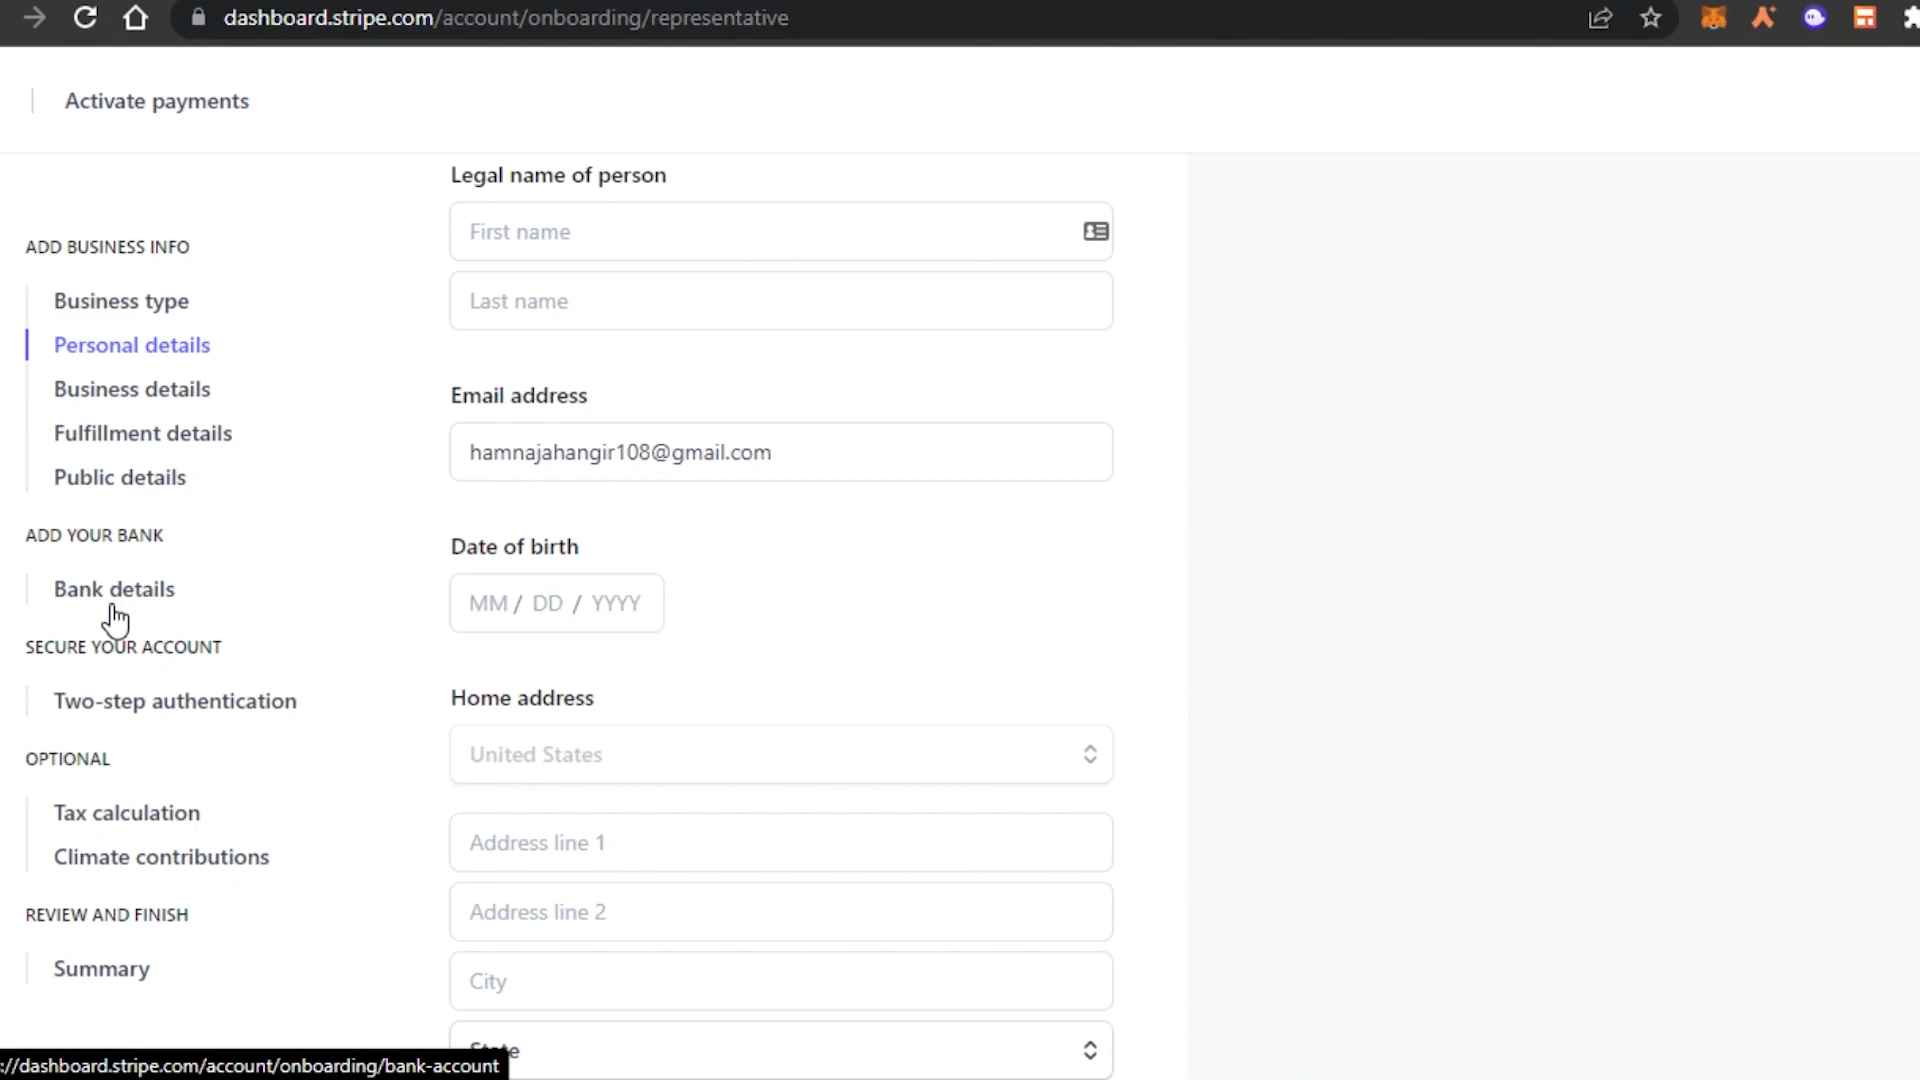 dashboard.stripe.com/account/onboarding/representative
Activate payments
ADD BUSINESS INFO
Business type
Personal details
Business details
Fulfillment details
Public details
ADD YOUR BANK
Bank details
SECURE YOUR ACCOUNT
Two-step authentication
OPTIONAL
Tax calculation
Climate contributions
REVIEW AND FINISH
Summary
Legal name of person
First name
Last name
Email address
hamnajahangir108@gmail.com
Date of birth
MM / DD / YYYY
Home address
United States
Address line 1
Address line 2
City
State
://dashboard.stripe.com/account/onboarding/bank-account